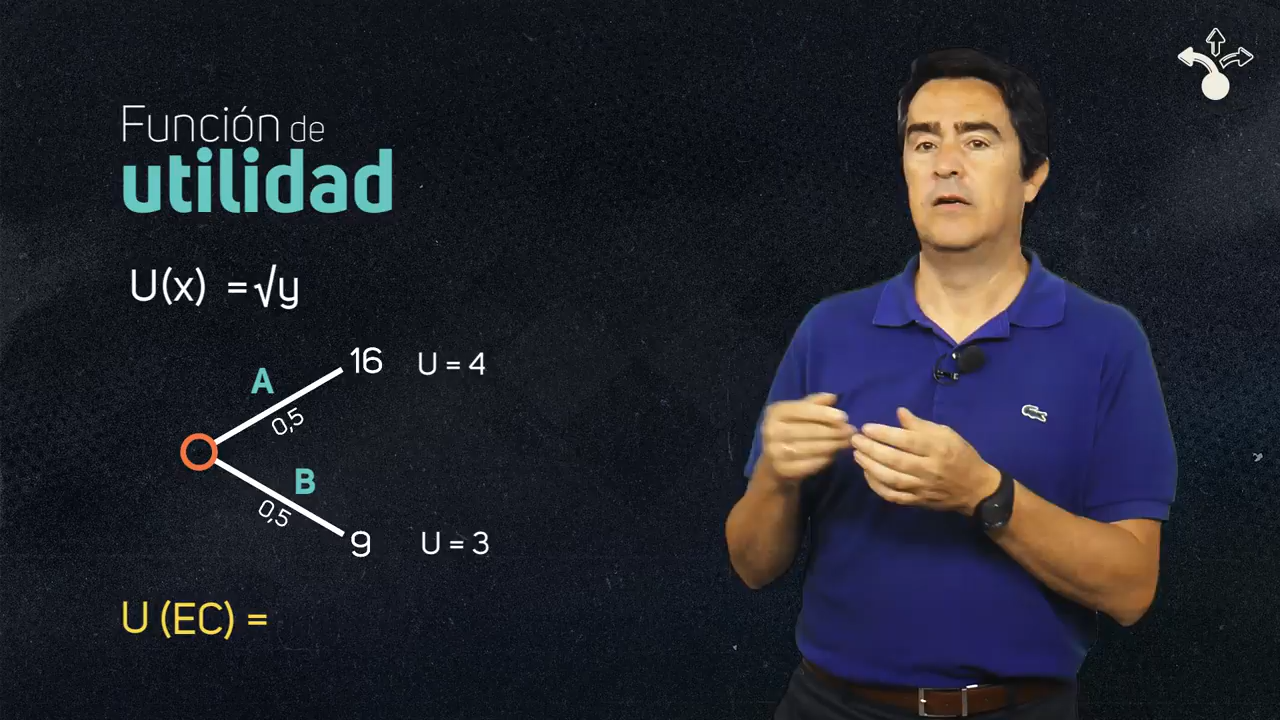 Función de
utilidad
U(x) =√y
A
16
U = 4
0,5
B
0,5
9
U = 3
U (EC) =